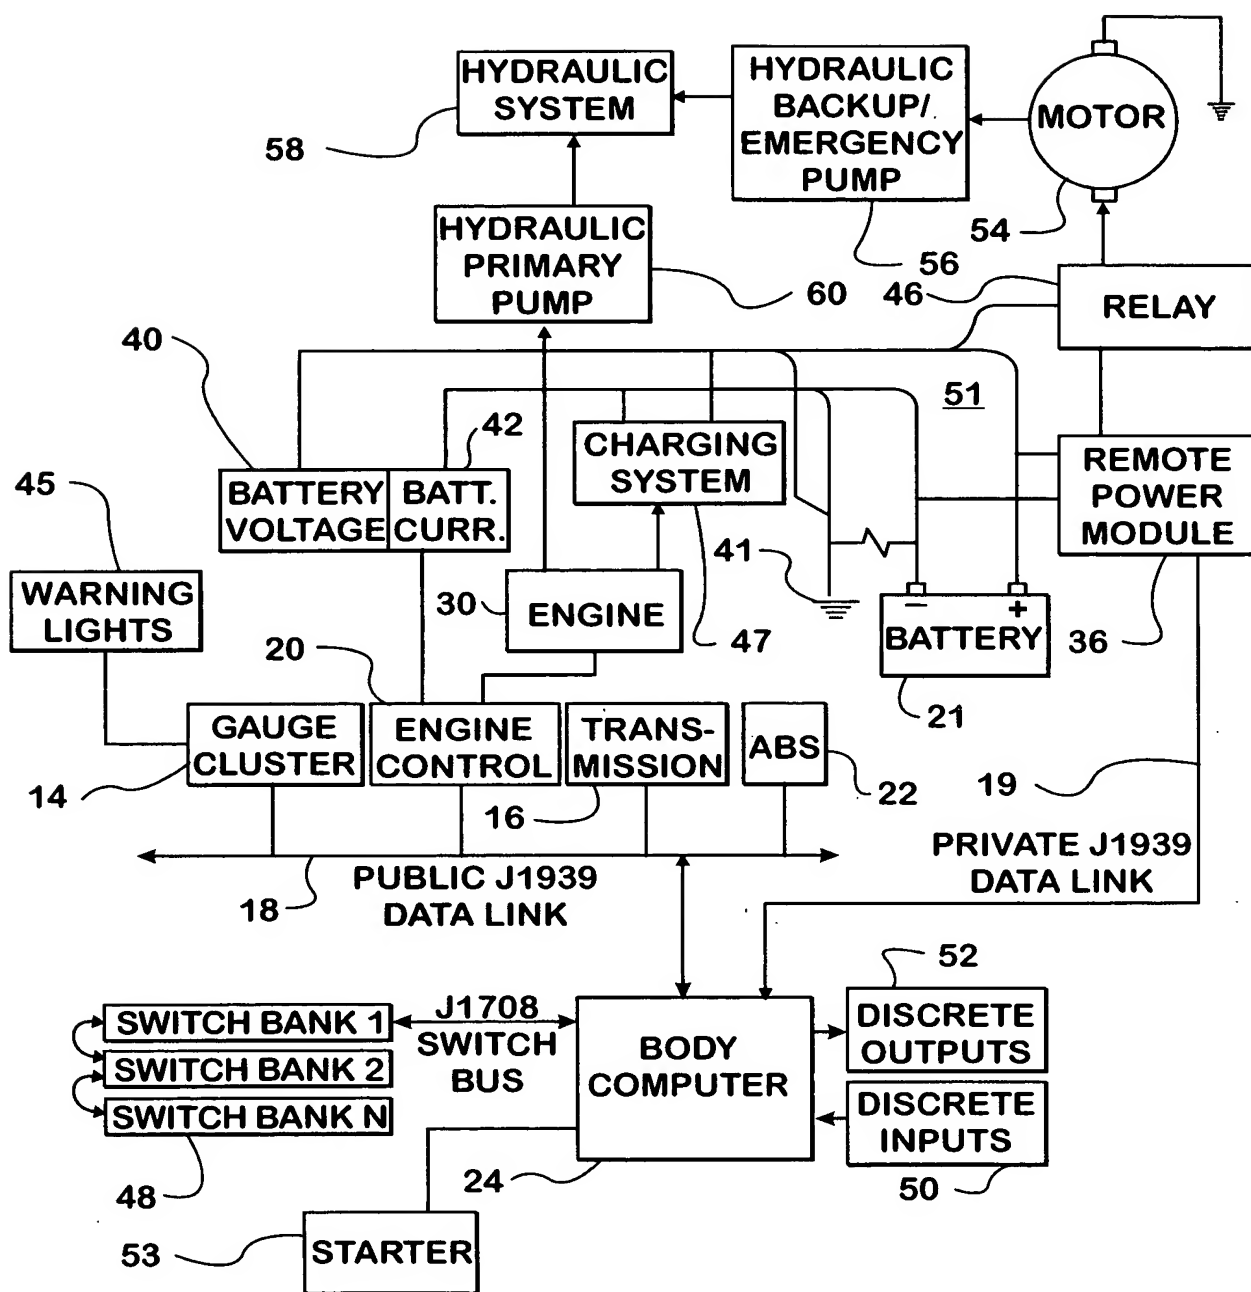 HYDRAULIC
SYSTEM
58
HYDRAULIC
BACKUP/
EMERGENCY
PUMP
56
MOTOR
54
HYDRAULIC
PRIMARY
PUMP
60
46
RELAY
40
42
51
BATTERY
VOLTAGE
BATT.
CURR.
CHARGING
SYSTEM
47
REMOTE
POWER
MODULE
36
45
WARNING
LIGHTS
30
ENGINE
41
– +
BATTERY
21
20
GAUGE
CLUSTER
14
ENGINE
CONTROL
TRANS-
MISSION
16
ABS
22
19
PUBLIC J1939
DATA LINK
18
PRIVATE J1939
DATA LINK
SWITCH BANK 1
SWITCH BANK 2
SWITCH BANK N
48
J1708
SWITCH
BUS
BODY
COMPUTER
24
52
DISCRETE
OUTPUTS
DISCRETE
INPUTS
50
53
STARTER